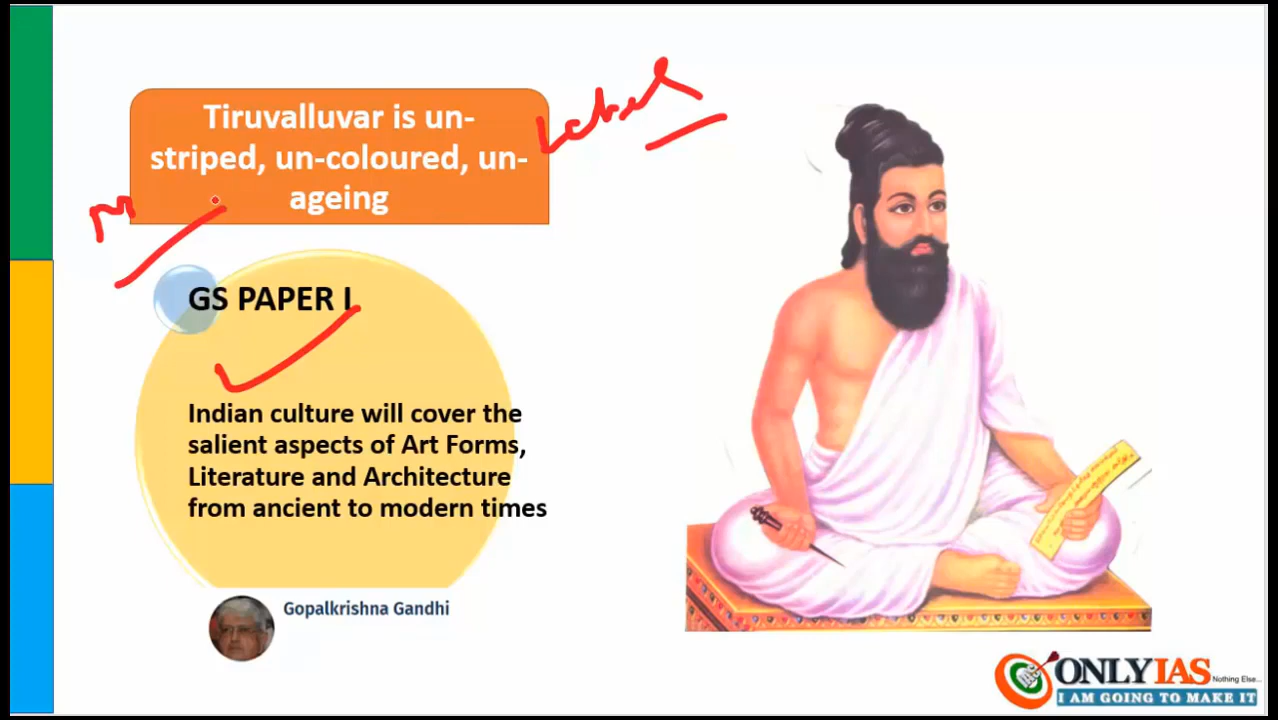 Tiruvalluvar is un-
striped, un-coloured, un-
ageing
GS PAPER I
Indian culture will cover the
salient aspects of Art Forms,
Literature and Architecture
from ancient to modern times
Gopalkrishna Gandhi
ONLYIAS
Nothing Else...
I AM GOING TO MAKE IT